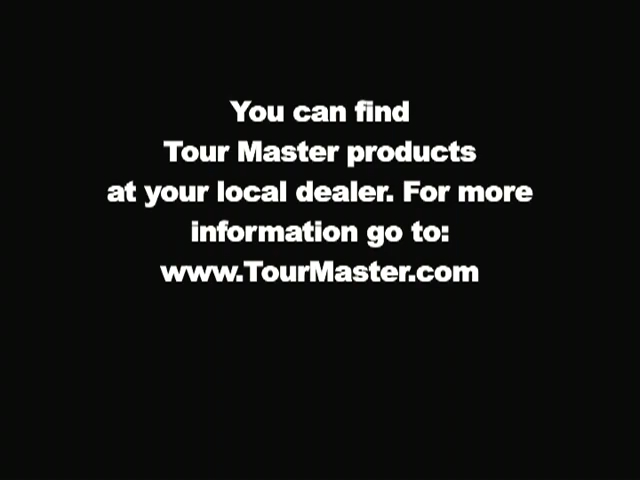 You can find
Tour Master products
at your local dealer. For more
information go to:
www.TourMaster.com